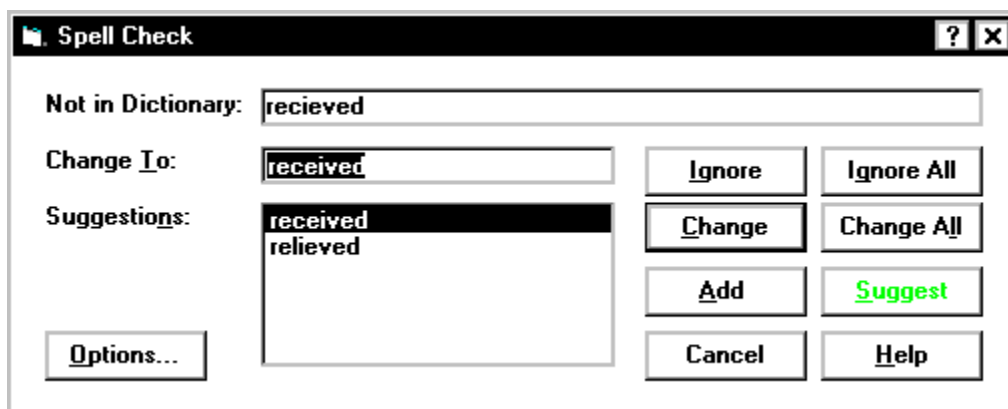 Spell Check
? X
Not in Dictionary: recieved
Change To: received
Ignore Ignore All
Suggestions: received
Change Change All
relieved
Add Suggest
Options... Cancel Help